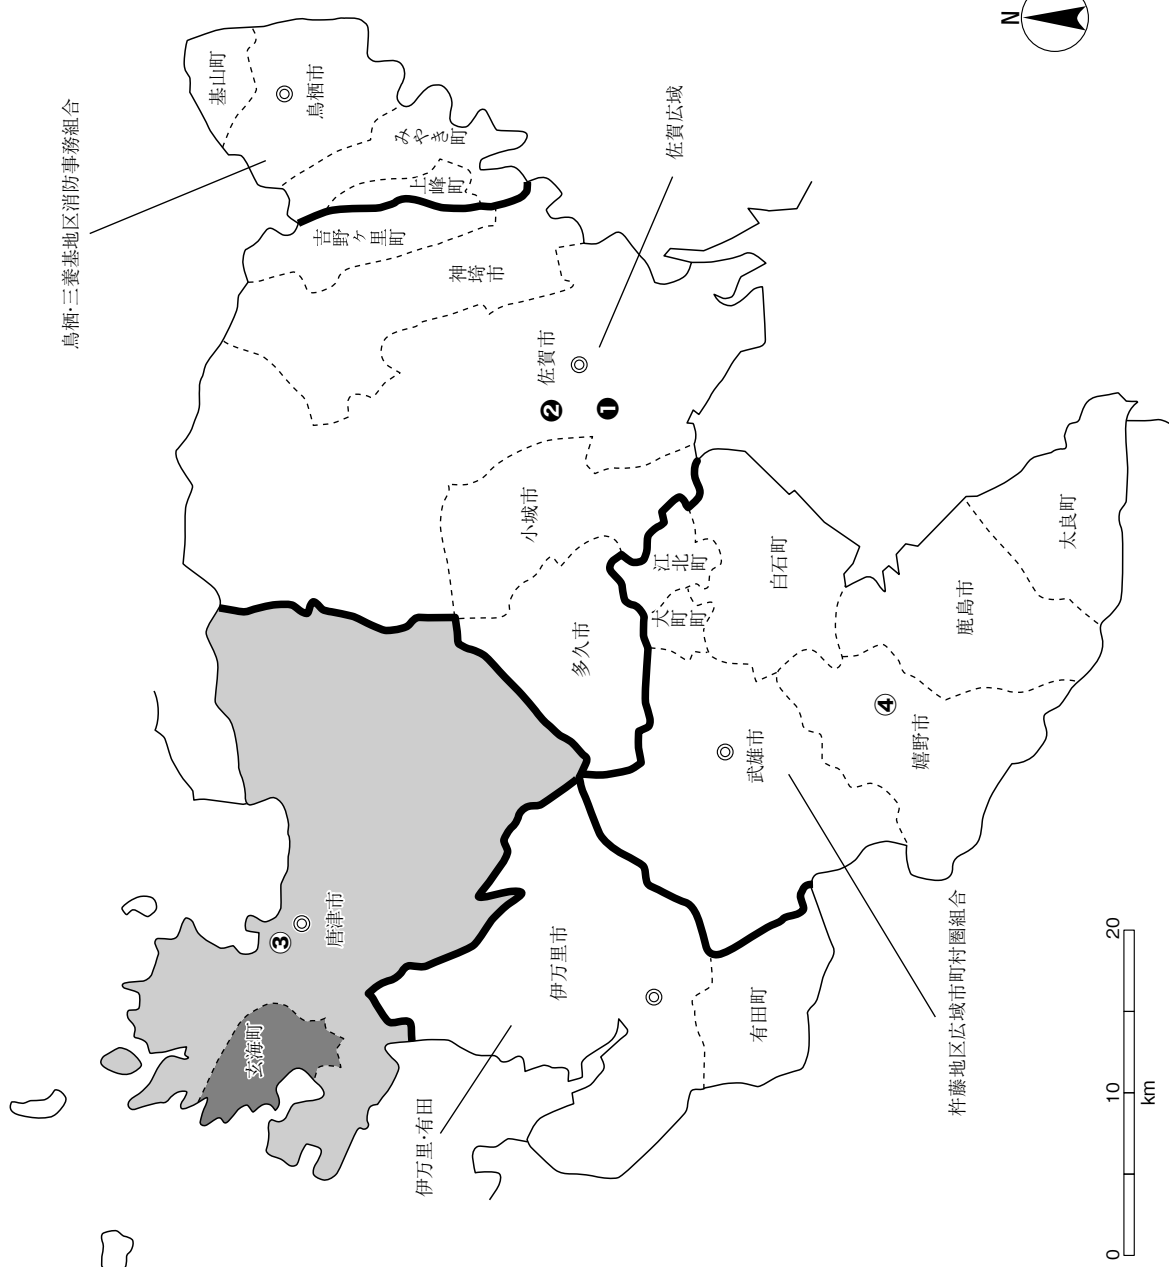 N
鳥栖・三養基地区消防事務組合
基山町
鳥栖市
みやき町
上峰町
吉野ヶ里町
神埼市
佐賀広域
佐賀市
❷
❶
小城市
多久市
江北町
大町町
白石町
太良町
鹿島市
④
嬉野市
武雄市
杵藤地区広域市町村圏組合
❸
唐津市
玄海町
伊万里市
有田町
伊万里・有田
0
10
20
km